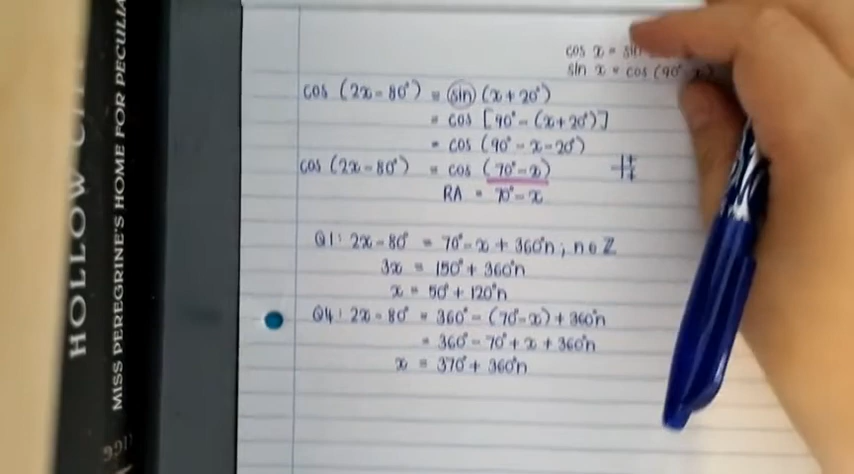 HOLLOW CI
MISS PEREGRINE'S HOME FOR PECULIA
cos x = sin
sin x = cos (90°
cos (2x - 80°) = sin (x + 20°)
= cos [90° - (x + 20°)]
= cos (90° - x - 20°)
cos (2x - 80°) = cos (70° - x)
RA = 70° - x
Q1: 2x - 80° = 70° - x + 360°n ; n ∈ Z
3x = 150° + 360°n
x = 50° + 120°n
Q4: 2x - 80° = 360° - (70° - x) + 360°n
= 360° - 70° + x + 360°n
x = 370° + 360°n